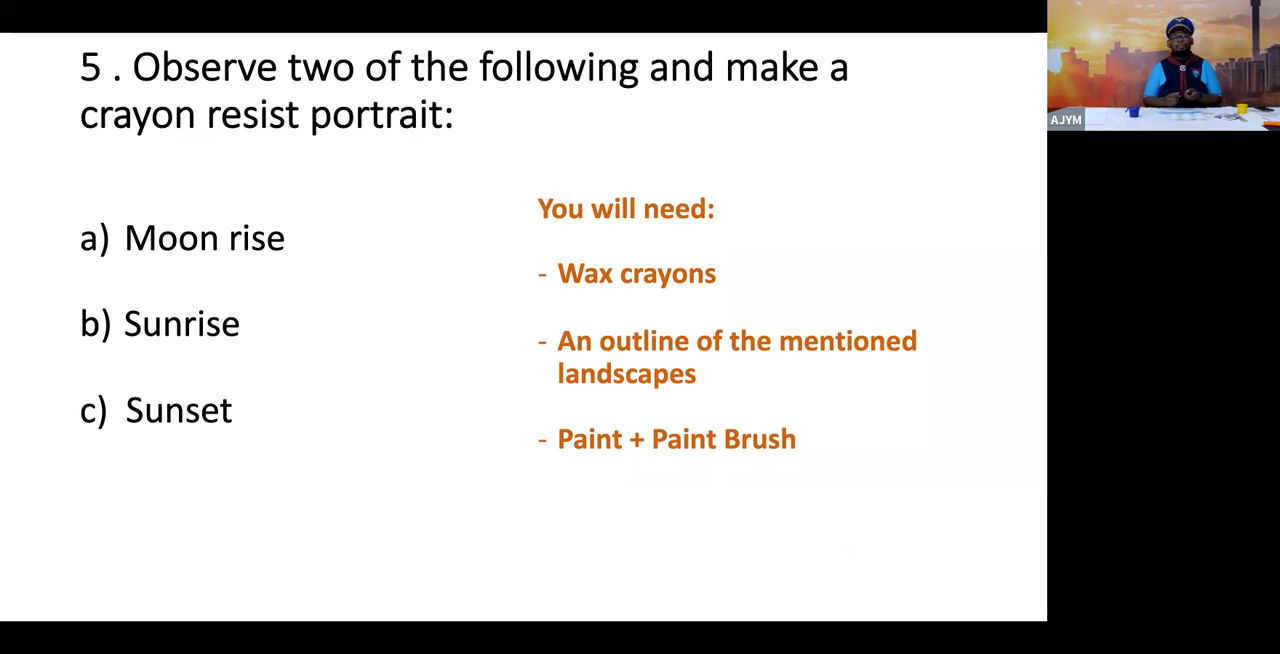 5 . Observe two of the following and make a
crayon resist portrait:
a) Moon rise
b) Sunrise
c) Sunset
You will need:
- Wax crayons
- An outline of the mentioned
landscapes
- Paint + Paint Brush
AJYM